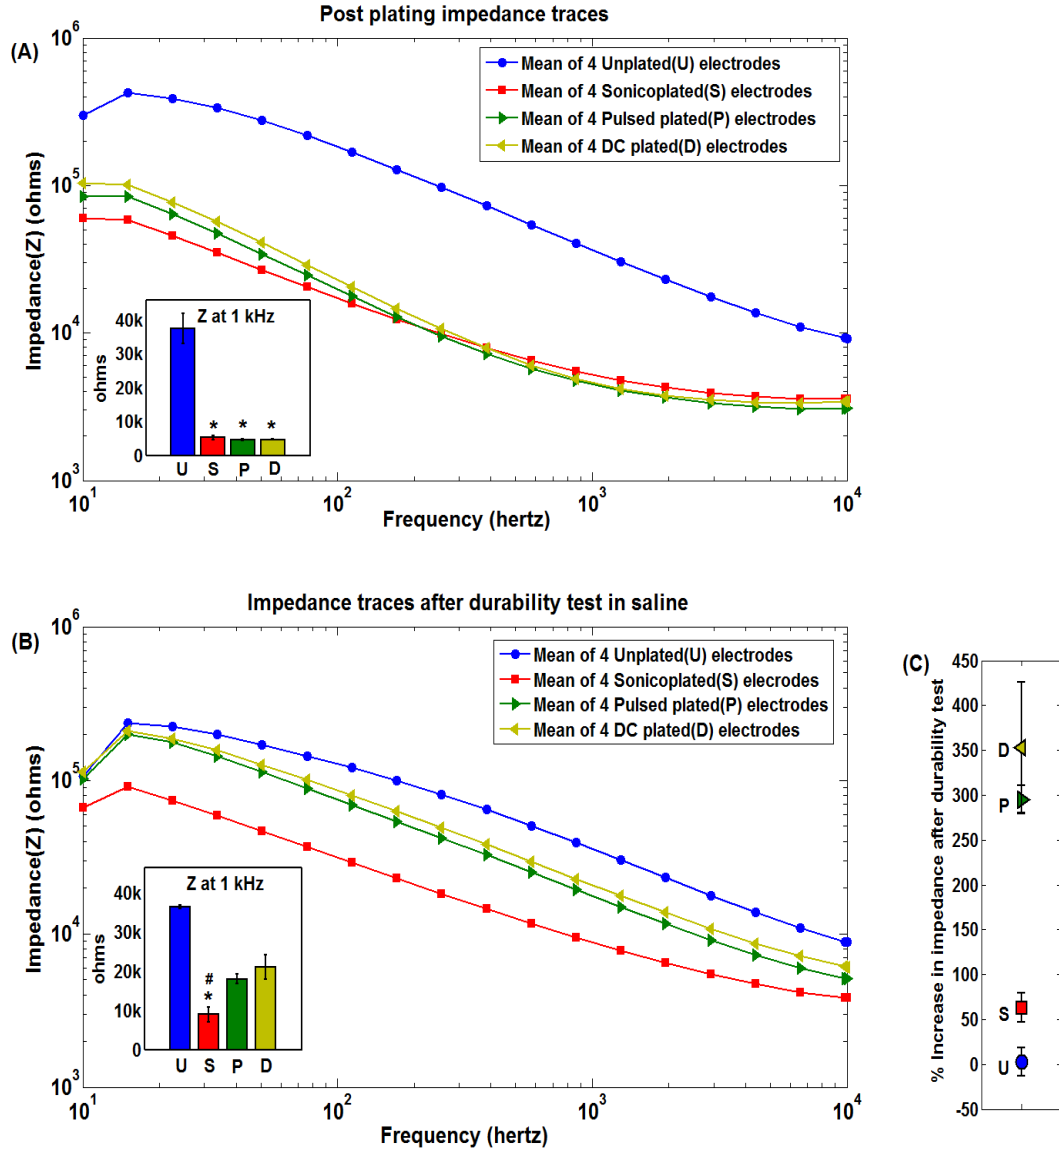 Post plating impedance traces
(A)
10^6
10^5
10^4
10^3
Impedance(Z) (ohms)
Mean of 4 Unplated(U) electrodes
Mean of 4 Sonicoplated(S) electrodes
Mean of 4 Pulsed plated(P) electrodes
Mean of 4 DC plated(D) electrodes
Z at 1 kHz
40k
30k
20k
10k
0
ohms
* * *
U S P D
10^1 10^2 10^3 10^4
Frequency (hertz)
Impedance traces after durability test in saline
(B)
10^6
10^5
10^4
10^3
Impedance(Z) (ohms)
Mean of 4 Unplated(U) electrodes
Mean of 4 Sonicoplated(S) elecrodes
Mean of 4 Pulsed plated(P) electrodes
Mean of 4 DC plated(D) electrodes
Z at 1 kHz
40k
30k
20k
10k
0
ohms
#
*
U S P D
10^1 10^2 10^3 10^4
Frequency (hertz)
(C)
% Increase in impedance after durability test
450
400
350
300
250
200
150
100
50
0
-50
D
P
S
U